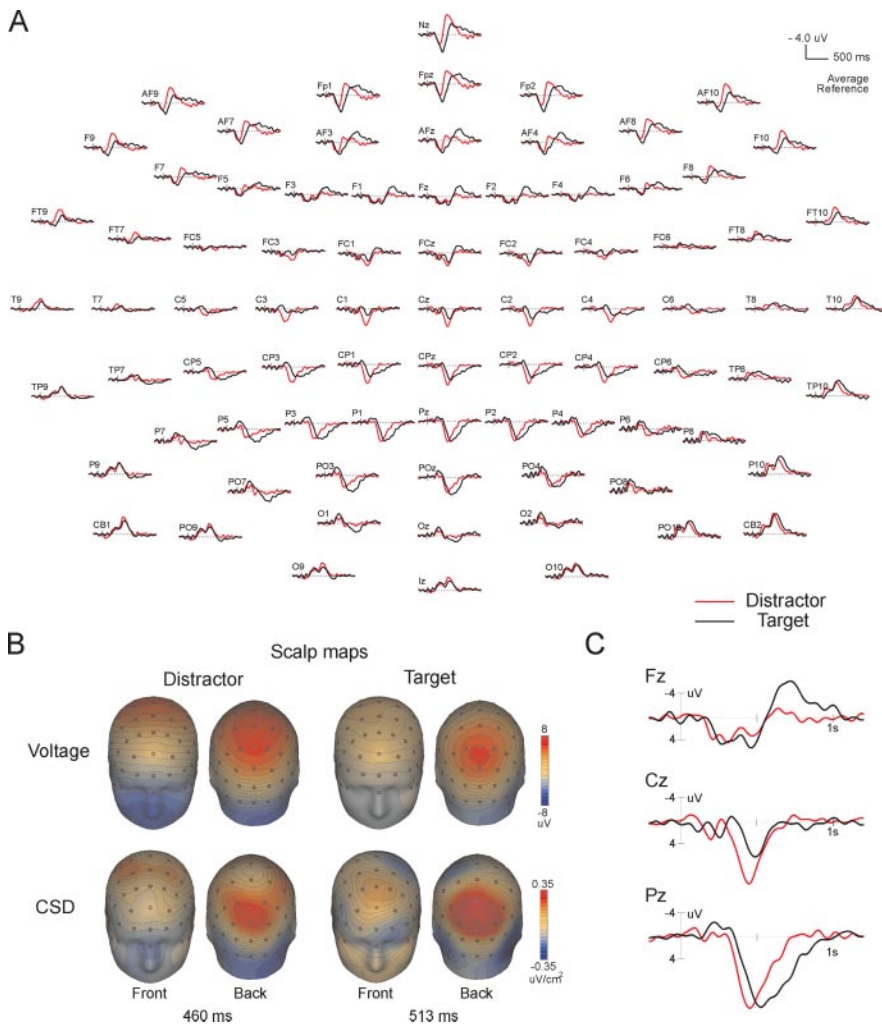 A
Nz
- 4.0 uV
500 ms
Average
Reference
AF9 Fp1 Fpz Fp2 AF10
F9 AF7 AF3 AFz AF4 AF8 F10
F7 F5 F3 F1 Fz F2 F4 F6 F8
FT9 FT7 FC5 FC3 FC1 FCz FC2 FC4 FC6 FT8 FT10
T9 T7 C5 C3 C1 Cz C2 C4 C6 T8 T10
TP9 TP7 CP5 CP3 CP1 CPz CP2 CP4 CP6 TP8 TP10
P7 P5 P3 P1 Pz P2 P4 P6 P8
P9 PO7 PO3 POz PO4 PO8 P10
CB1 PO9 O1 Oz O2 CB2
O9 Iz O10
Distractor
Target
B
Scalp maps
Distractor Target
Voltage
8
-8
uV
CSD
0.35
-0.35
uV/cm²
Front Back Front Back
460 ms 513 ms
C
Fz
-4 uV
4
1s
Cz
-4 uV
4
1s
Pz
-4 uV
4
1s